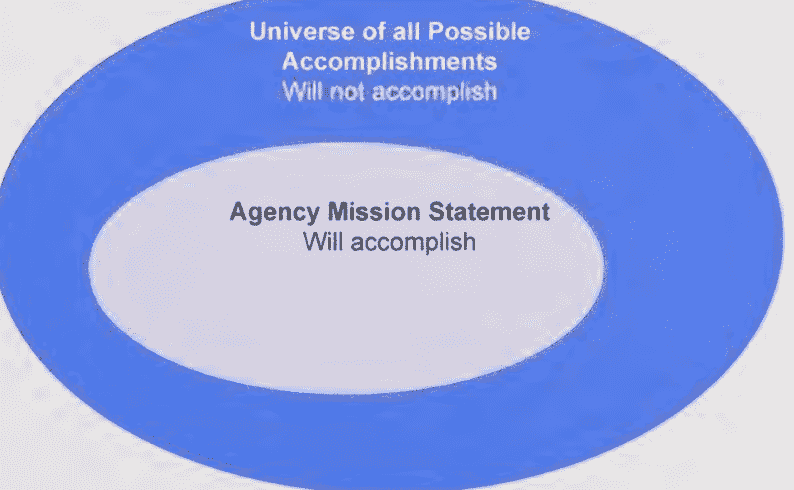 Universe of all Possible
Accomplishments
Will not accomplish
Agency Mission Statement
Will accomplish